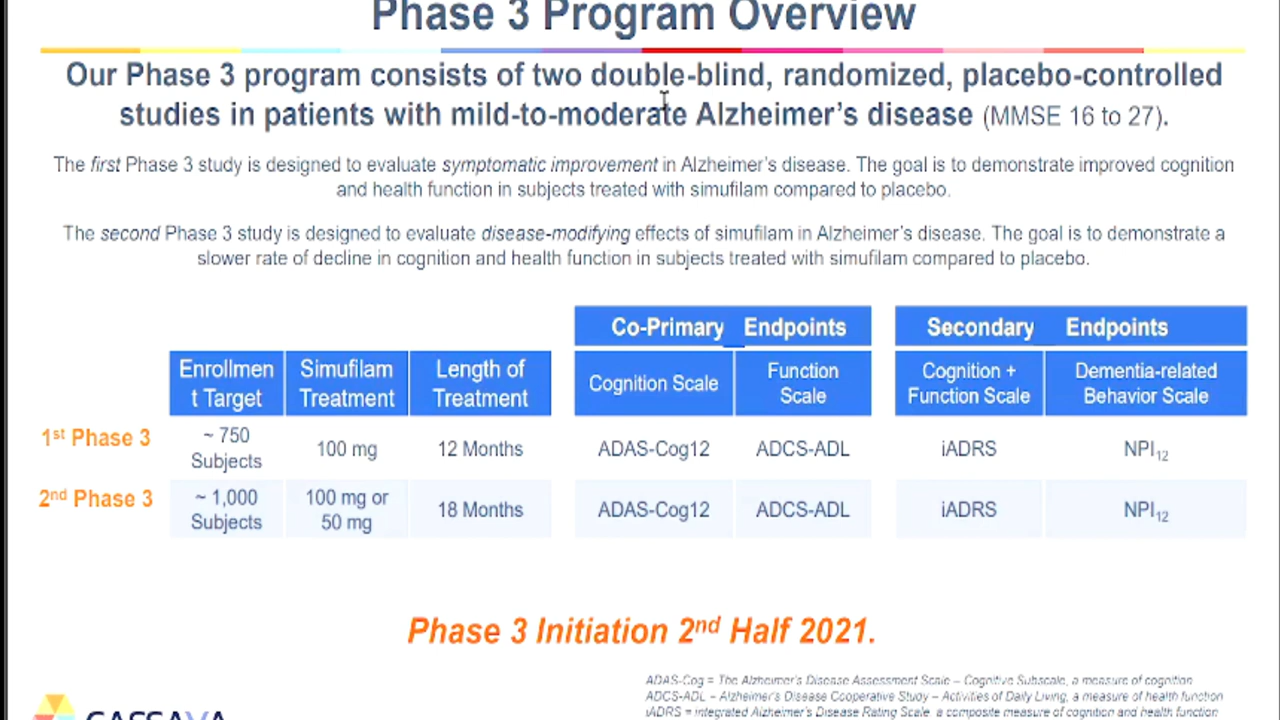 Phase 3 Program Overview
Our Phase 3 program consists of two double-blind, randomized, placebo-controlled
studies in patients with mild-to-moderate Alzheimer's disease (MMSE 16 to 27).
The first Phase 3 study is designed to evaluate symptomatic improvement in Alzheimer's disease. The goal is to demonstrate improved cognition
and health function in subjects treated with simufilam compared to placebo.
The second Phase 3 study is designed to evaluate disease-modifying effects of simufilam in Alzheimer's disease. The goal is to demonstrate a
slower rate of decline in cognition and health function in subjects treated with simufilam compared to placebo.
Co-Primary Endpoints Secondary Endpoints
Enrollmen
t Target
Simufilam
Treatment
Length of
Treatment
Cognition Scale
Function
Scale
Cognition +
Function Scale
Dementia-related
Behavior Scale
1st Phase 3
~ 750
Subjects
100 mg
12 Months
ADAS-Cog12
ADCS-ADL
iADRS
NPI12
2nd Phase 3
~ 1,000
Subjects
100 mg or
50 mg
18 Months
ADAS-Cog12
ADCS-ADL
iADRS
NPI12
Phase 3 Initiation 2nd Half 2021.
ADAS-Cog = The Alzheimer's Disease Assessment Scale – Cognitive Subscale, a measure of cognition
ADCS-ADL – Alzheimer's Disease Cooperative Study – Activities of Daily Living, a measure of health function
iADRS = integrated Alzheimer's Disease Rating Scale, a composite measure of cognition and health function
CASSAVA